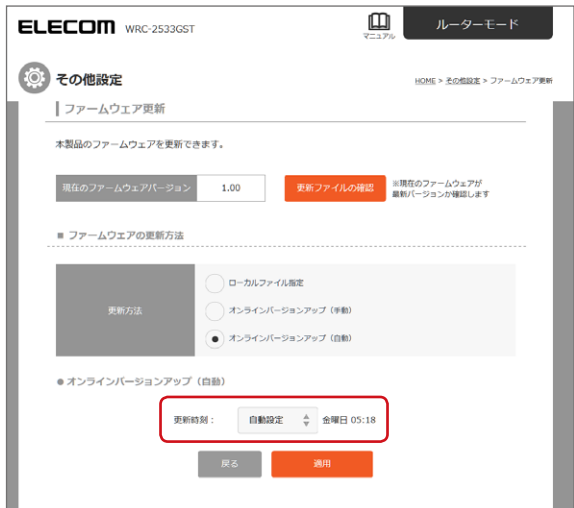 ELECOM WRC-2533GST マニュアル ルーターモード
その他設定 HOME > その他設定 > ファームウェア更新
ファームウェア更新
本製品のファームウェアを更新できます。
現在のファームウェアバージョン 1.00 更新ファイルの確認 ※現在のファームウェアが
最新バージョンか確認します
■ ファームウェアの更新方法
更新方法
ローカルファイル指定
オンラインバージョンアップ（手動）
オンラインバージョンアップ（自動）
● オンラインバージョンアップ（自動）
更新時刻： 自動設定 金曜日 05:18
戻る 適用